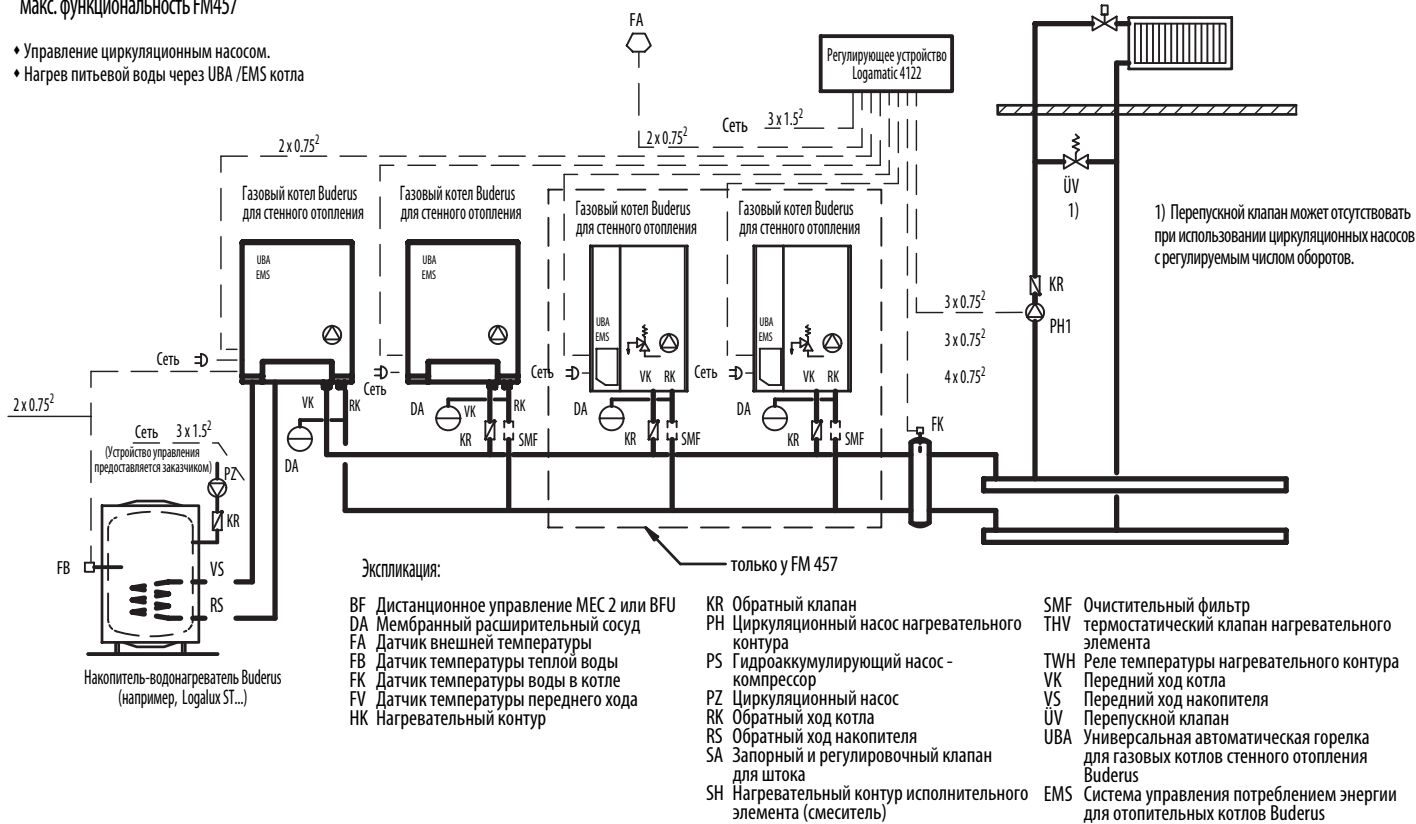 макс. функциональность FM457
♦ Управление циркуляционным насосом.
♦ Нагрев питьевой воды через UBA /EMS котла
FA
Регулирующее устройство
Logamatic 4122
Сеть 3 x 1.5²
2 x 0.75²
2 x 0.75²
Газовый котел Buderus
для стенного отопления
Газовый котел Buderus
для стенного отопления
Газовый котел Buderus
для стенного отопления
Газовый котел Buderus
для стенного отопления
ÜV
1)
1) Перепускной клапан может отсутствовать
при использовании циркуляционных насосов
с регулируемым числом оборотов.
UBA
EMS
UBA
EMS
UBA
EMS
UBA
EMS
KR
PH1
3 x 0.75²
3 x 0.75²
4 x 0.75²
Сеть
Сеть
Сеть
Сеть
VK RK
VK RK
VK RK
VK RK
DA
DA
DA
DA
KR SMF
KR SMF
KR SMF
FK
2 x 0.75²
Сеть 3 x 1.5²
(Устройство управления
предоставляется заказчиком)
PZ
KR
FB
VS
RS
Накопитель-водонагреватель Buderus
(например, Logalux ST...)
только у FM 457
Экспликация:
BF Дистанционное управление MEC 2 или BFU
DA Мембранный расширительный сосуд
FA Датчик внешней температуры
FB Датчик температуры теплой воды
FK Датчик температуры воды в котле
FV Датчик температуры переднего хода
HK Нагревательный контур
KR Обратный клапан
PH Циркуляционный насос нагревательного
контура
PS Гидроаккумулирующий насос -
компрессор
PZ Циркуляционный насос
RK Обратный ход котла
RS Обратный ход накопителя
SA Запорный и регулировочный клапан
для штока
SH Нагревательный контур исполнительного
элемента (смеситель)
SMF Очистительный фильтр
THV термостатический клапан нагревательного
элемента
TWH Реле температуры нагревательного контура
VK Передний ход котла
VS Передний ход накопителя
ÜV Перепускной клапан
UBA Универсальная автоматическая горелка
для газовых котлов стенного отопления
Buderus
EMS Система управления потреблением энергии
для отопительных котлов Buderus